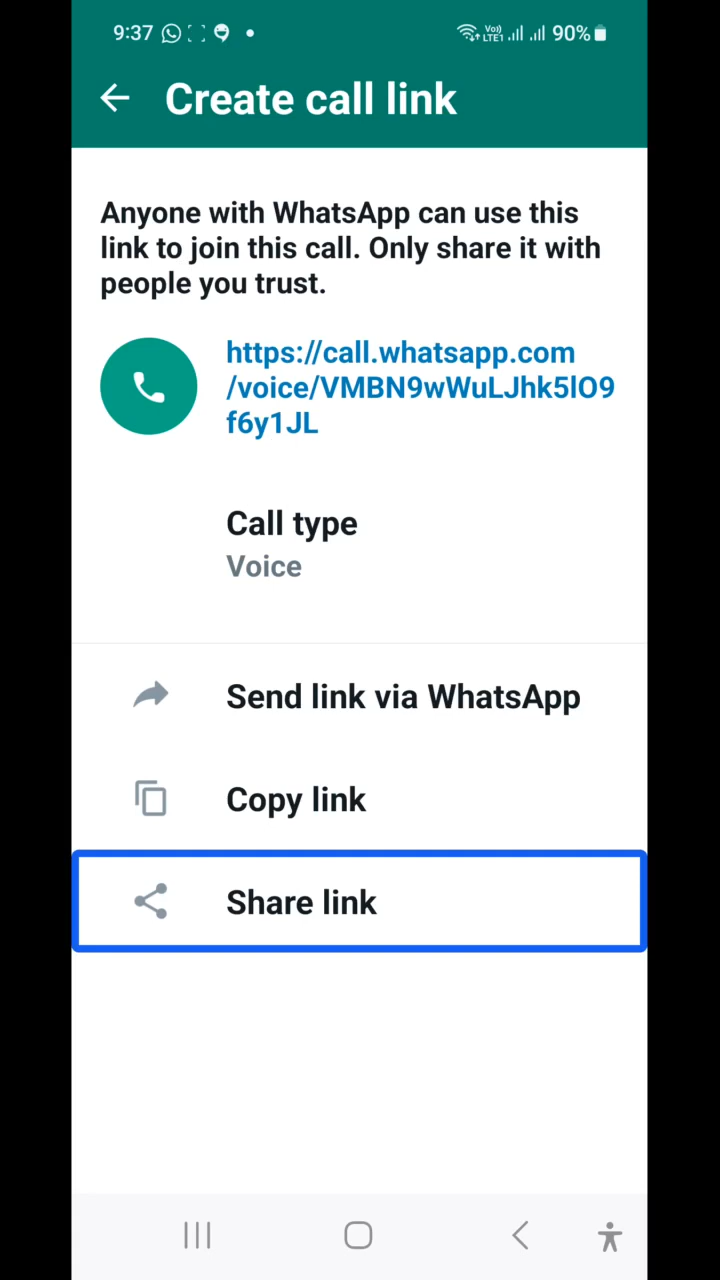 9:37
Vo)) LTE1 90%
Create call link
Anyone with WhatsApp can use this
link to join this call. Only share it with
people you trust.
https://call.whatsapp.com
/voice/VMBN9wWuLJhk5lO9
f6y1JL
Call type
Voice
Send link via WhatsApp
Copy link
Share link